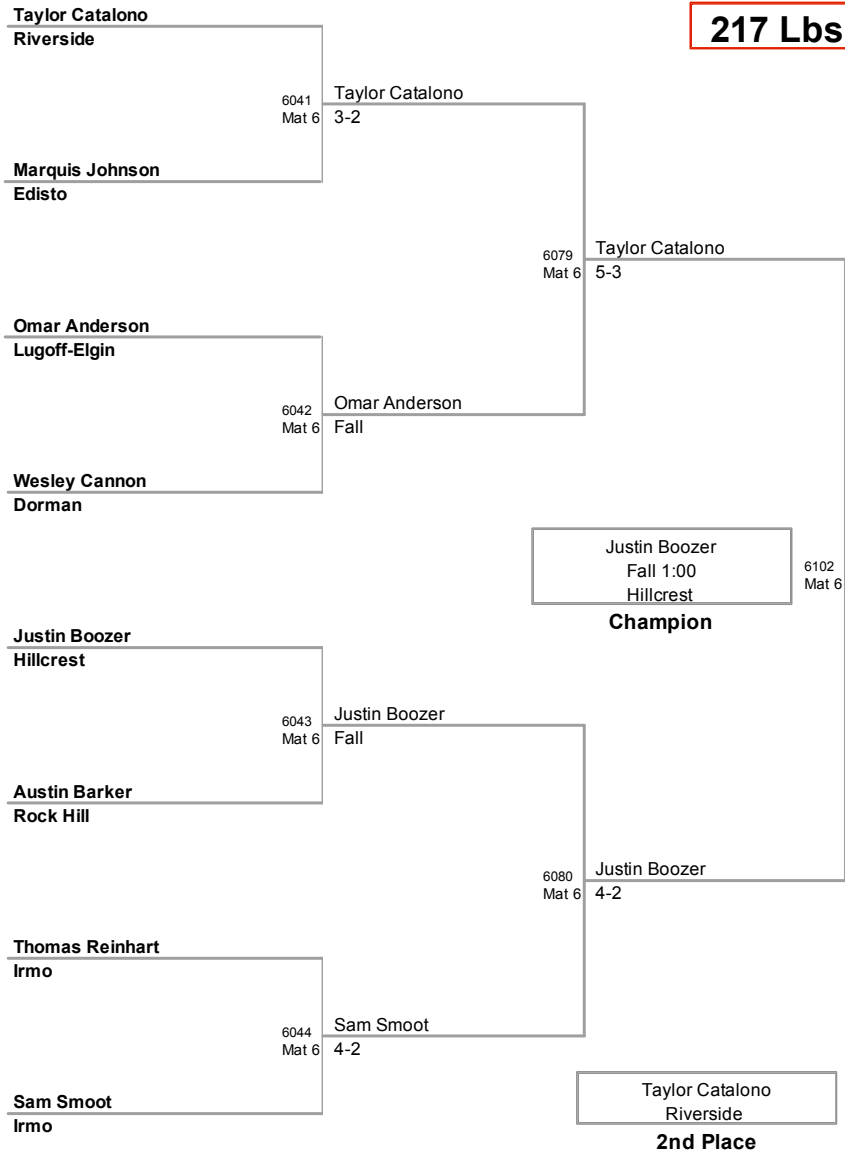 217 Lbs
Taylor Catalono
Riverside
6041
Mat 6
Taylor Catalono
3-2
Marquis Johnson
Edisto
6079
Mat 6
Taylor Catalono
5-3
Omar Anderson
Lugoff-Elgin
6042
Mat 6
Omar Anderson
Fall
Wesley Cannon
Dorman
Justin Boozer
Fall 1:00
Hillcrest
Champion
6102
Mat 6
Justin Boozer
Hillcrest
6043
Mat 6
Justin Boozer
Fall
Austin Barker
Rock Hill
6080
Mat 6
Justin Boozer
4-2
Thomas Reinhart
Irmo
6044
Mat 6
Sam Smoot
4-2
Sam Smoot
Irmo
Taylor Catalono
Riverside
2nd Place